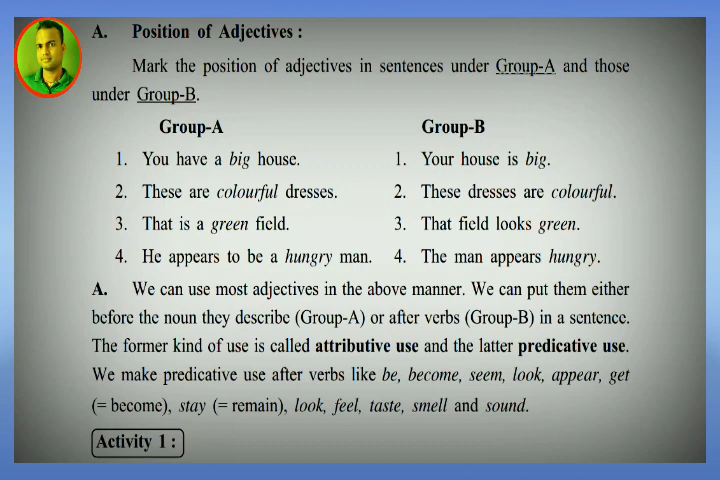 A. Position of Adjectives :
Mark the position of adjectives in sentences under Group-A and those
under Group-B.
Group-A Group-B
1. You have a big house. 1. Your house is big.
2. These are colourful dresses. 2. These dresses are colourful.
3. That is a green field. 3. That field looks green.
4. He appears to be a hungry man. 4. The man appears hungry.
A. We can use most adjectives in the above manner. We can put them either
before the noun they describe (Group-A) or after verbs (Group-B) in a sentence.
The former kind of use is called attributive use and the latter predicative use.
We make predicative use after verbs like be, become, seem, look, appear, get
(= become), stay (= remain), look, feel, taste, smell and sound.
Activity 1 :